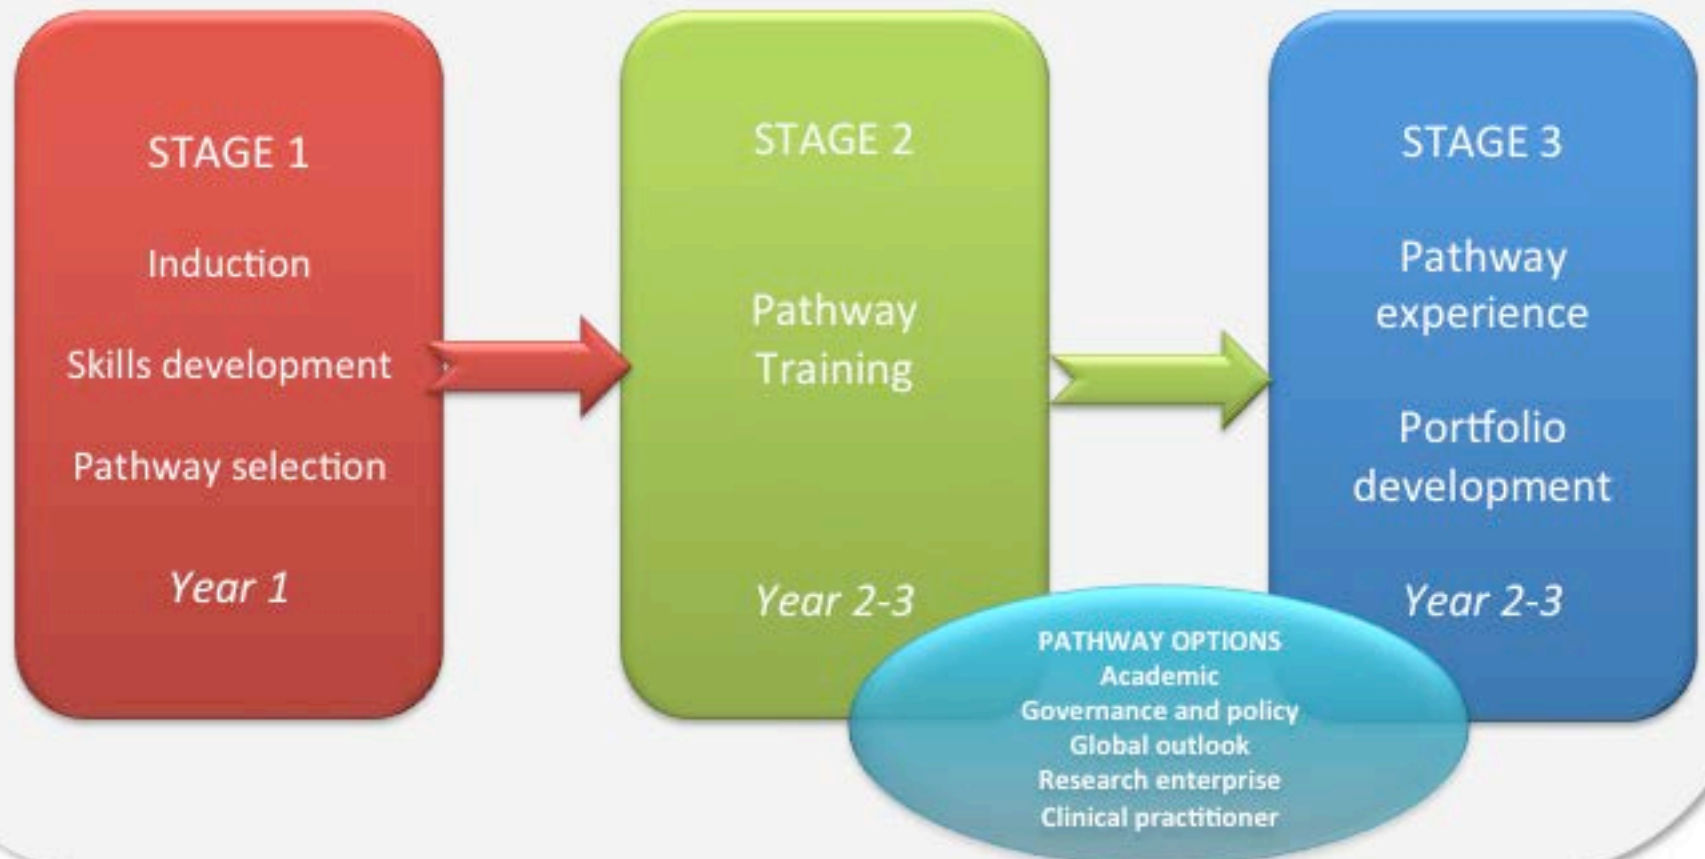 STAGE 1
Induction
Skills development
Pathway selection
Year 1
STAGE 2
Pathway
Training
Year 2-3
STAGE 3
Pathway
experience
Portfolio
development
Year 2-3
PATHWAY OPTIONS
Academic
Governance and policy
Global outlook
Research enterprise
Clinical practitioner